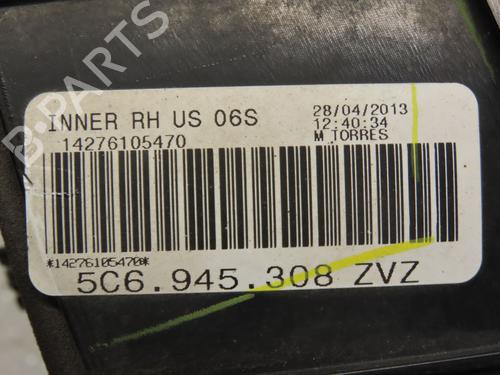 B-PARTS
INNER RH US 06S
28/04/2013
14276105470
12:40:34
M TORRES
*14276105470*
5C6.945.308 ZVZ